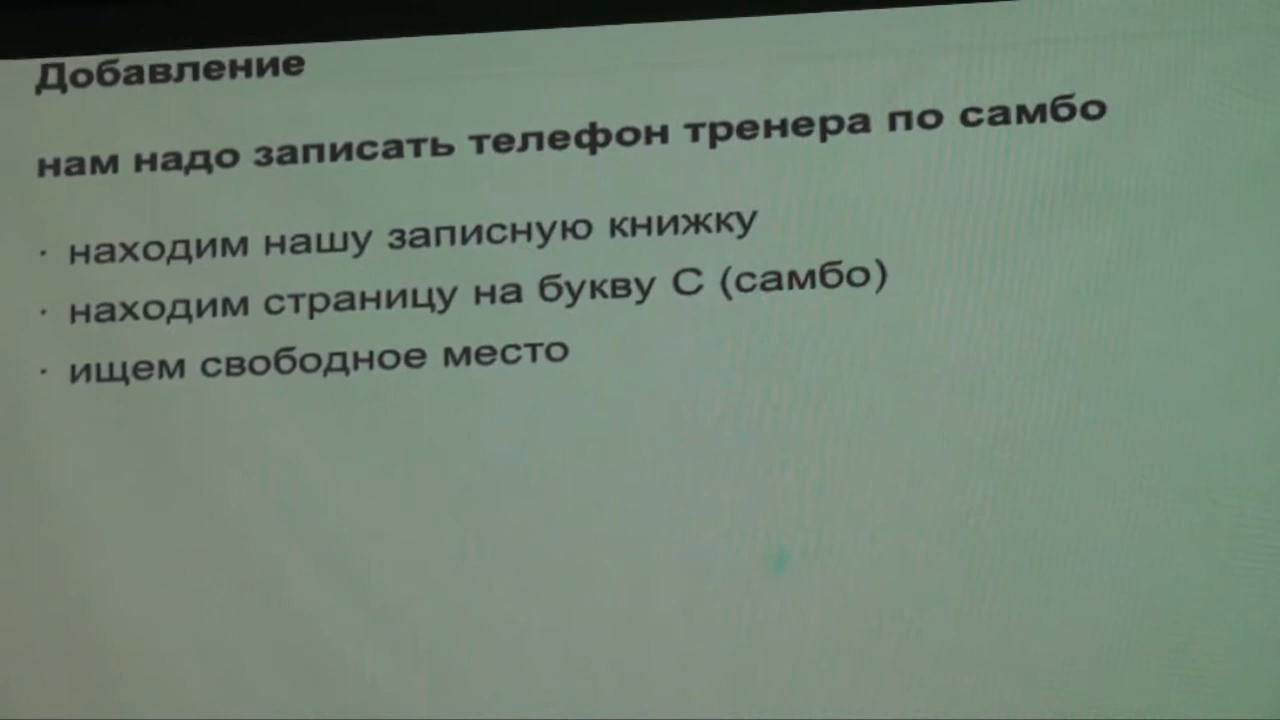 Добавление
нам надо записать телефон тренера по самбо
· находим нашу записную книжку
· находим страницу на букву С (самбо)
· ищем свободное место